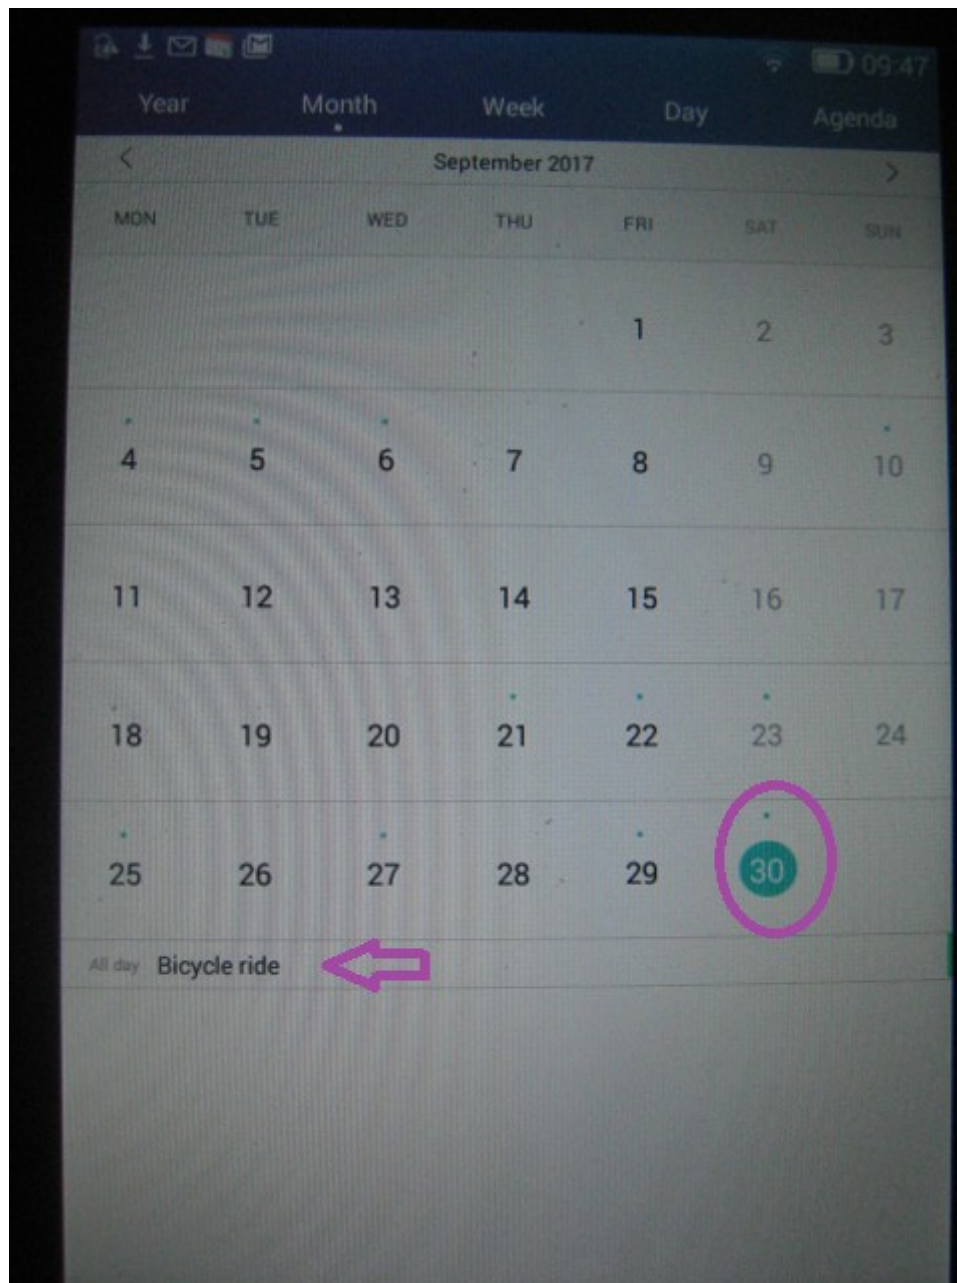 09:47
Year Month Week Day Agenda
< September 2017 >
MON TUE WED THU FRI SAT SUN
1 2 3
4 5 6 7 8 9 10
11 12 13 14 15 16 17
18 19 20 21 22 23 24
25 26 27 28 29 30
All day Bicycle ride